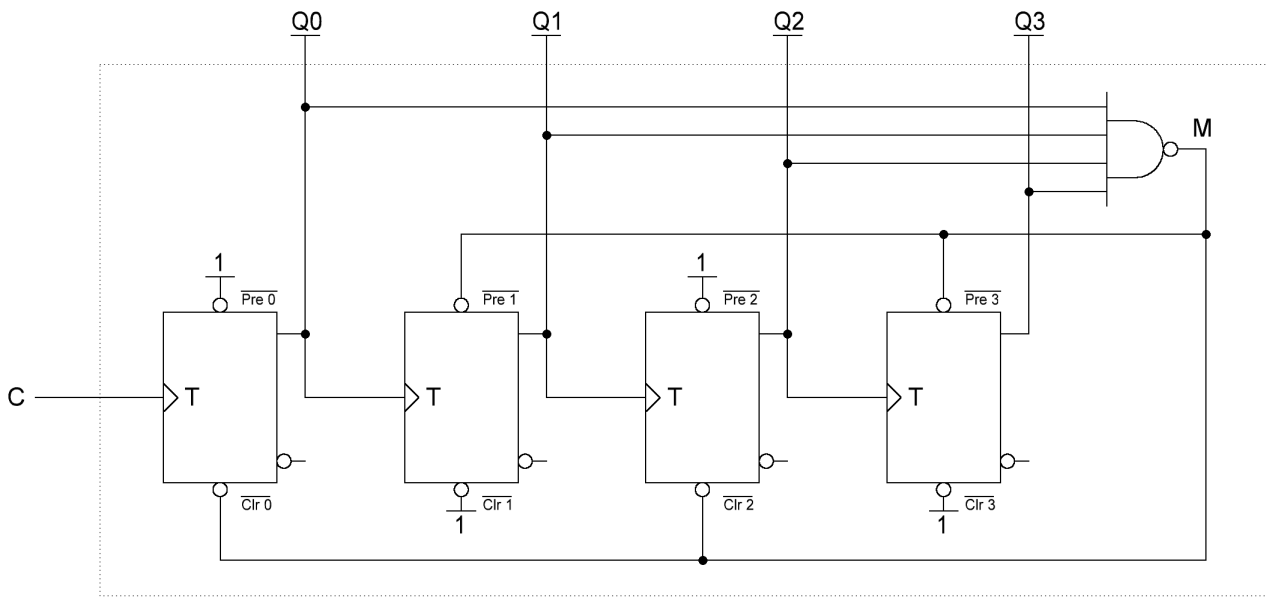 Q0 Q1 Q2 Q3
M
1 Pre 0 Pre 1 1 Pre 2 Pre 3
C T T T T
Clr 0 1 Clr 1 Clr 2 1 Clr 3